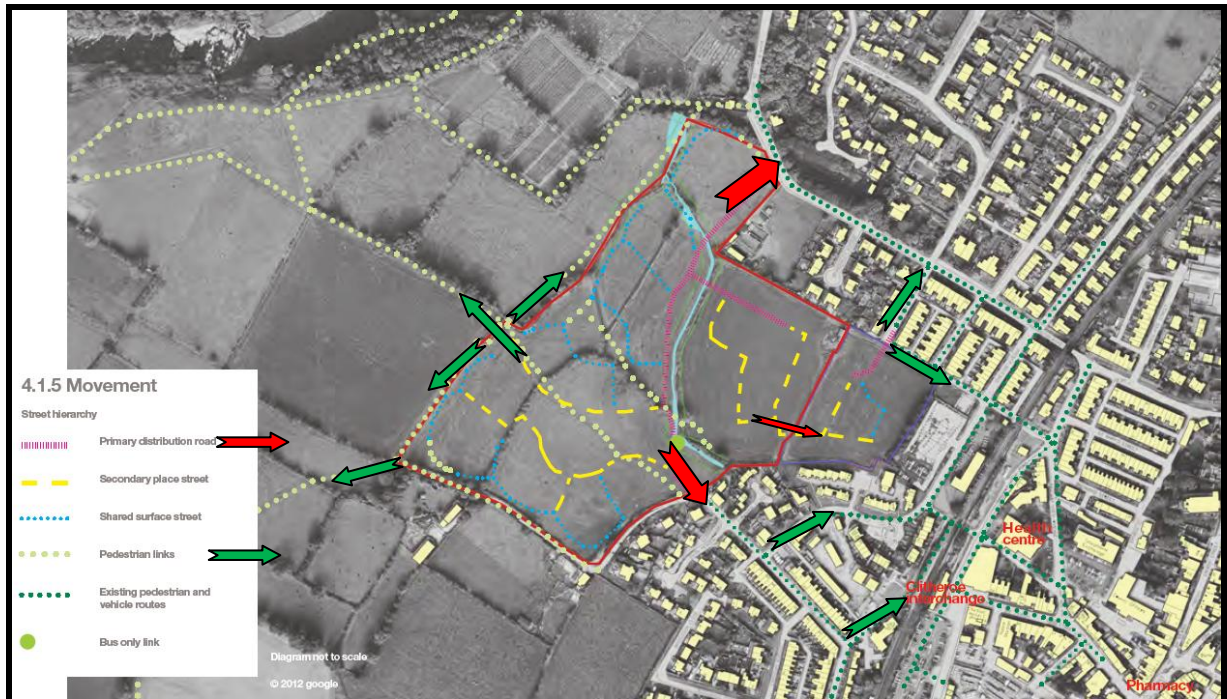 4.1.5 Movement
Street hierarchy
Primary distribution road
Secondary place street
Shared surface street
Pedestrian links
Existing pedestrian and
vehicle routes
Bus only link
Diagram not to scale
© 2012 google
Health
centre
Clitheroe
interchange
Pharmacy